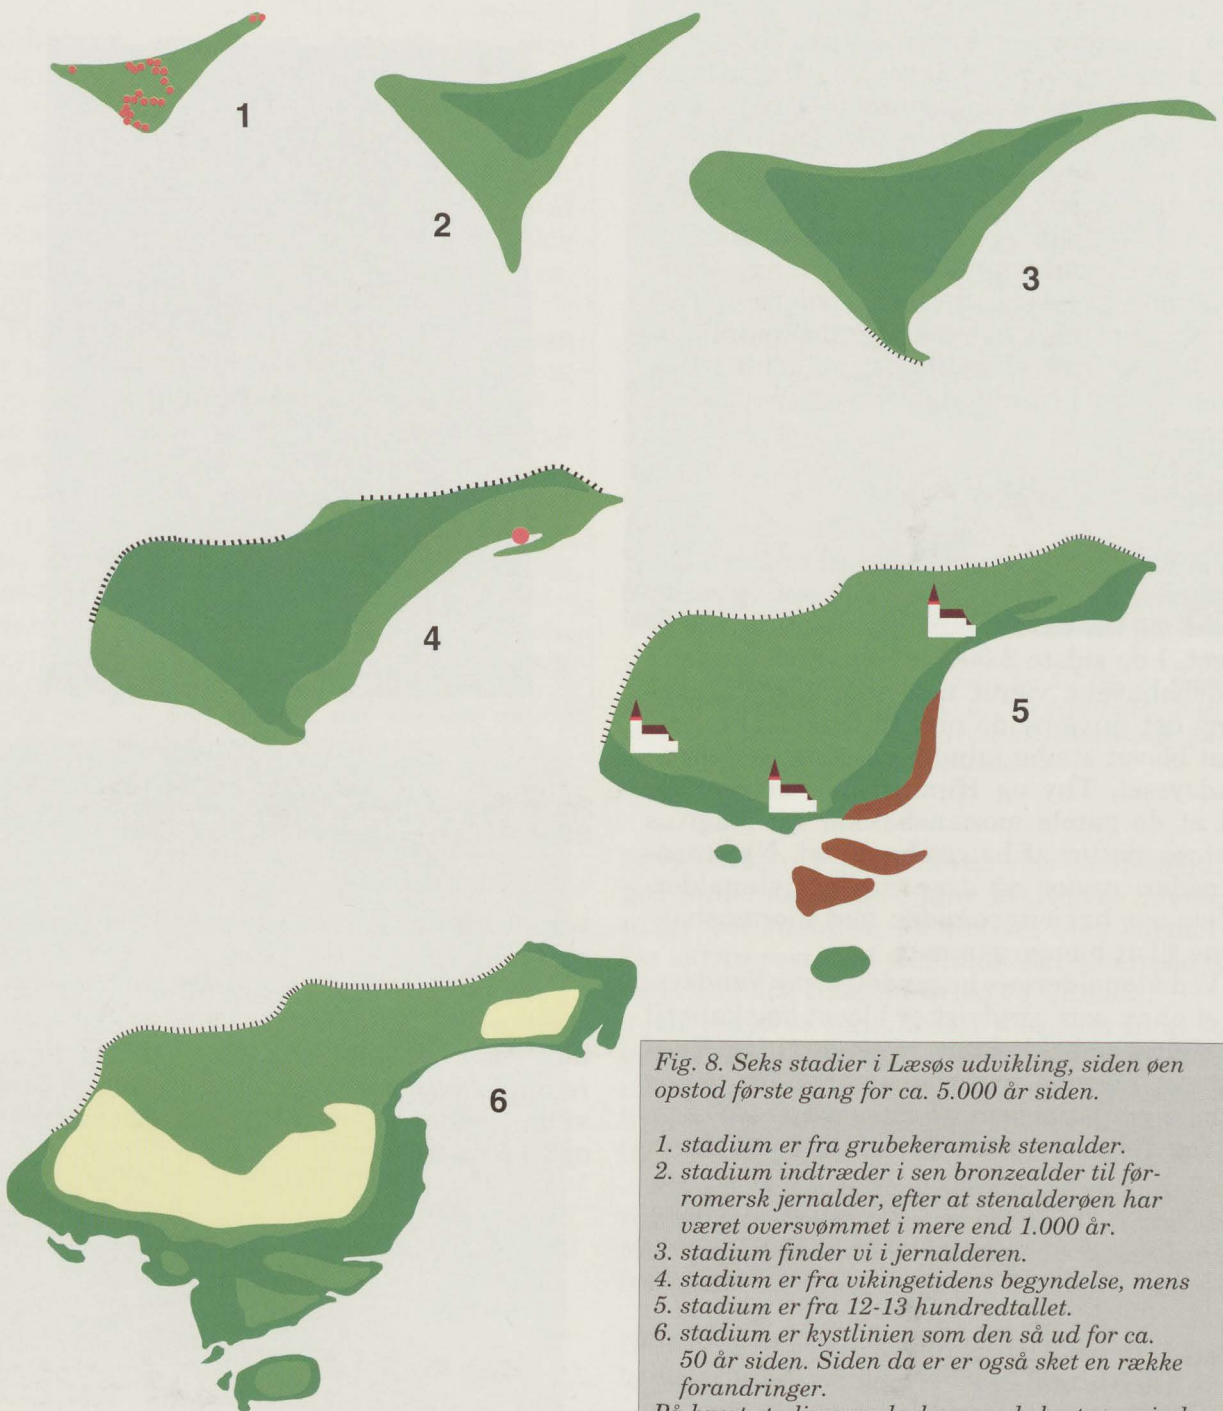 1
2
3
4
5
6
Fig. 8. Seks stadier i Læsøs udvikling, siden øen
opstod første gang for ca. 5.000 år siden.
1. stadium er fra grubekeramisk stenalder.
2. stadium indtræder i sen bronzealder til før-
romersk jernalder, efter at stenalderøen har
været oversvømmet i mere end 1.000 år.
3. stadium finder vi i jernalderen.
4. stadium er fra vikingetidens begyndelse, mens
5. stadium er fra 12-13 hundredtallet.
6. stadium er kystlinien som den så ud for ca.
50 år siden. Siden da er er også sket en række
forandringer.